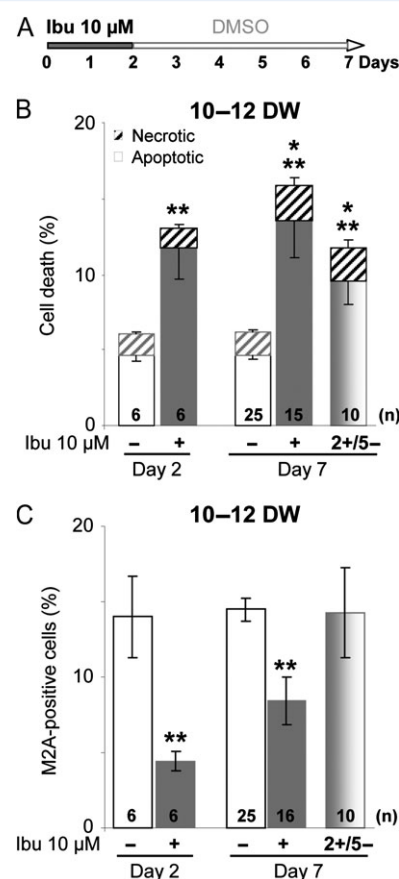 A
Ibu 10 µM DMSO
0 1 2 3 4 5 6 7 Days
B
10–12 DW
Necrotic
Apoptotic
Cell death (%)
20
10
0
* *
** ** **
6 6 25 15 10 (n)
Ibu 10 µM – + – + 2+/5–
Day 2 Day 7
C
10–12 DW
M2A-positive cells (%)
20
10
0
** **
6 6 25 16 10 (n)
Ibu 10 µM – + – + 2+/5–
Day 2 Day 7